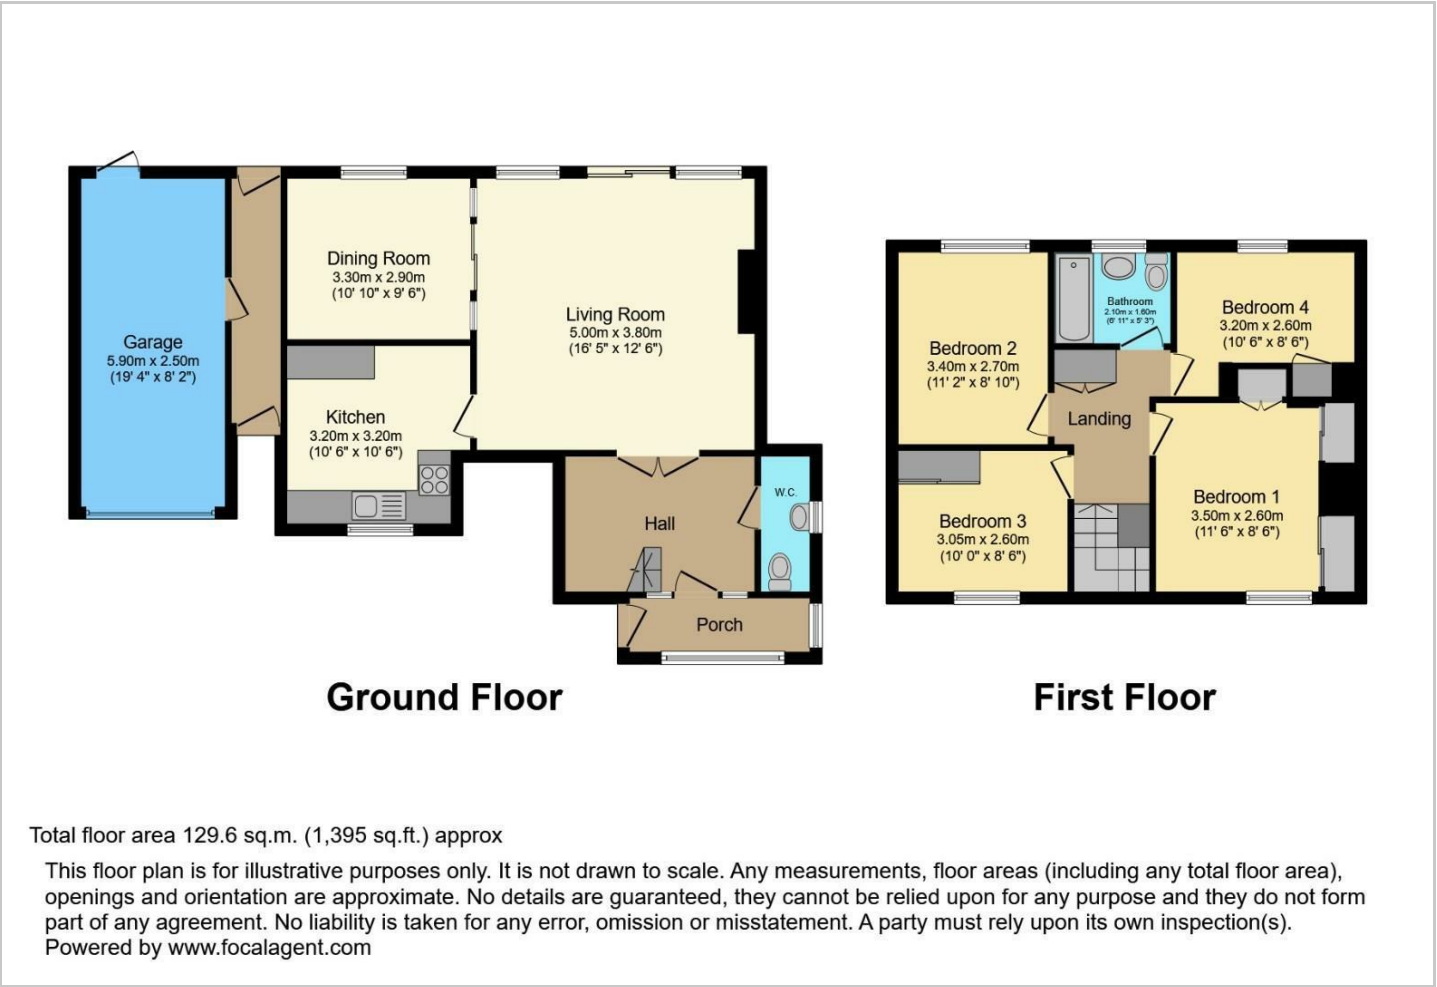 Garage
5.90m x 2.50m
(19' 4" x 8' 2")
Dining Room
3.30m x 2.90m
(10' 10" x 9' 6")
Kitchen
3.20m x 3.20m
(10' 6" x 10' 6")
Living Room
5.00m x 3.80m
(16' 5" x 12' 6")
Hall
W.C.
Porch
Ground Floor
Bedroom 2
3.40m x 2.70m
(11' 2" x 8' 10")
Bathroom
2.10m x 1.60m
(6' 11" x 5' 3")
Bedroom 4
3.20m x 2.60m
(10' 6" x 8' 6")
Landing
Bedroom 3
3.05m x 2.60m
(10' 0" x 8' 6")
Bedroom 1
3.50m x 2.60m
(11' 6" x 8' 6")
First Floor
Total floor area 129.6 sq.m. (1,395 sq.ft.) approx
This floor plan is for illustrative purposes only. It is not drawn to scale. Any measurements, floor areas (including any total floor area),
openings and orientation are approximate. No details are guaranteed, they cannot be relied upon for any purpose and they do not form
part of any agreement. No liability is taken for any error, omission or misstatement. A party must rely upon its own inspection(s).
Powered by www.focalagent.com